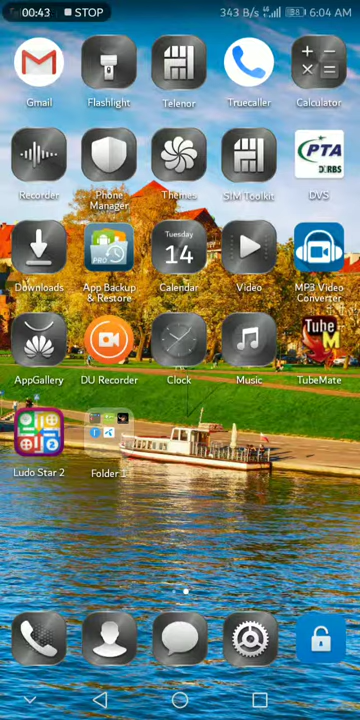 00:43 STOP 343 B/s 6:04 AM
Gmail Flashlight Telenor Truecaller Calculator
PTA
DIRBS
Recorder Phone Manager Themes SIM Toolkit DVS
Tuesday
14
PRO
Downloads App Backup & Restore Calendar Video MP3 Video Converter
HUAWEI
Tube
M
AppGallery DU Recorder Clock Music TubeMate
Ludo Star 2 Folder 1